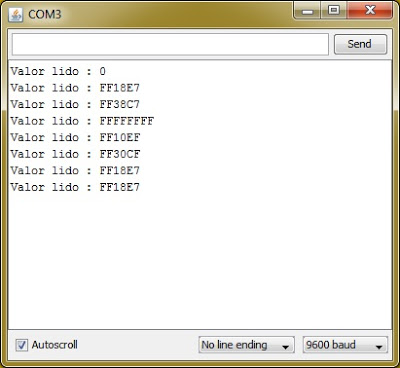 COM3
Send
Valor lido : 0
Valor lido : FF18E7
Valor lido : FF38C7
Valor lido : FFFFFFFF
Valor lido : FF10EF
Valor lido : FF30CF
Valor lido : FF18E7
Valor lido : FF18E7
Autoscroll No line ending 9600 baud